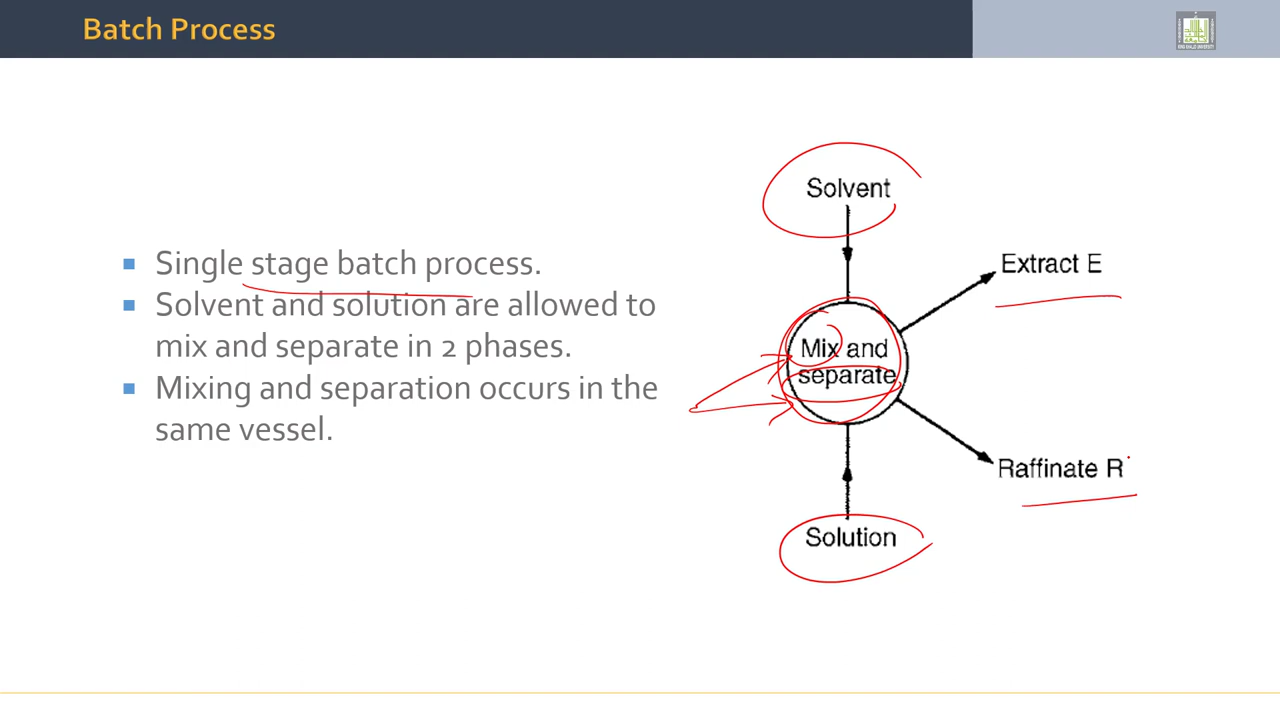 Batch Process
Single stage batch process.
Solvent and solution are allowed to
mix and separate in 2 phases.
Mixing and separation occurs in the
same vessel.
Solvent
Extract E
Mix and
separate
Raffinate R
Solution